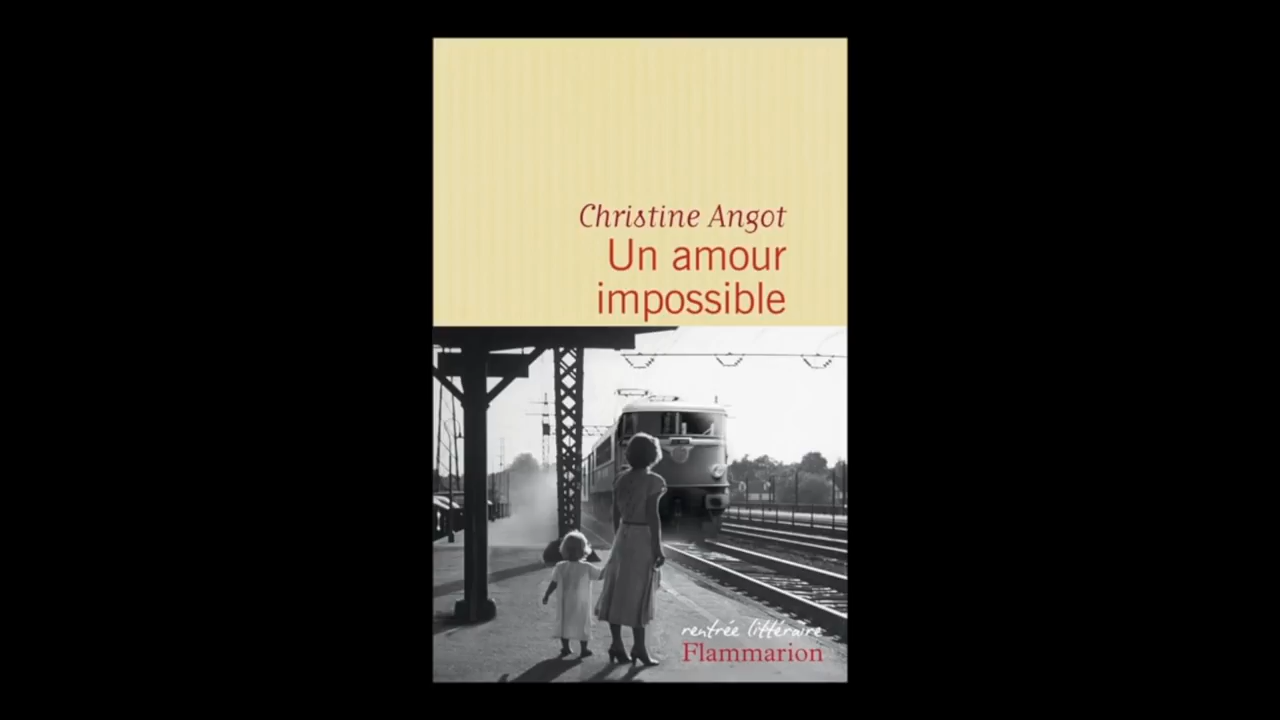 Christine Angot
Un amour
impossible
rentrée littéraire
Flammarion